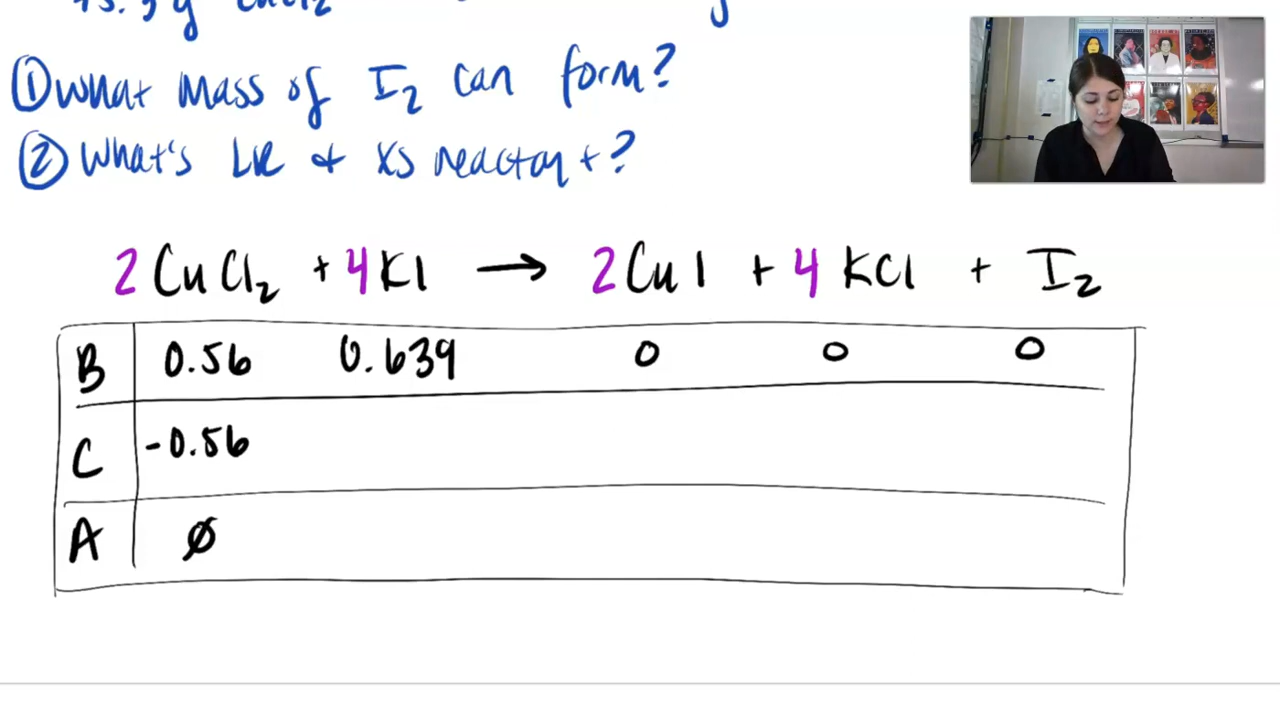 ① What mass of I₂ can form?
② What's LR & XS reactant?
2 CuCl₂ + 4 KI → 2 CuI + 4 KCl + I₂
B 0.56 0.639 0 0 0
C -0.56
A ∅